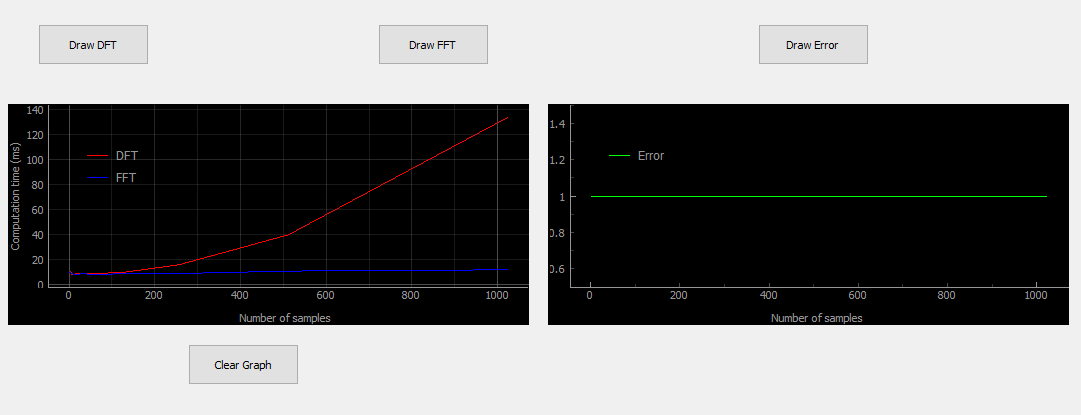 Draw DFT
Draw FFT
Draw Error
140
120
100
80
60
40
20
0
Computation time (ms)
DFT
FFT
0 200 400 600 800 1000
Number of samples
1.4
1.2
1
0.8
0.6
Error
0 200 400 600 800 1000
Number of samples
Clear Graph